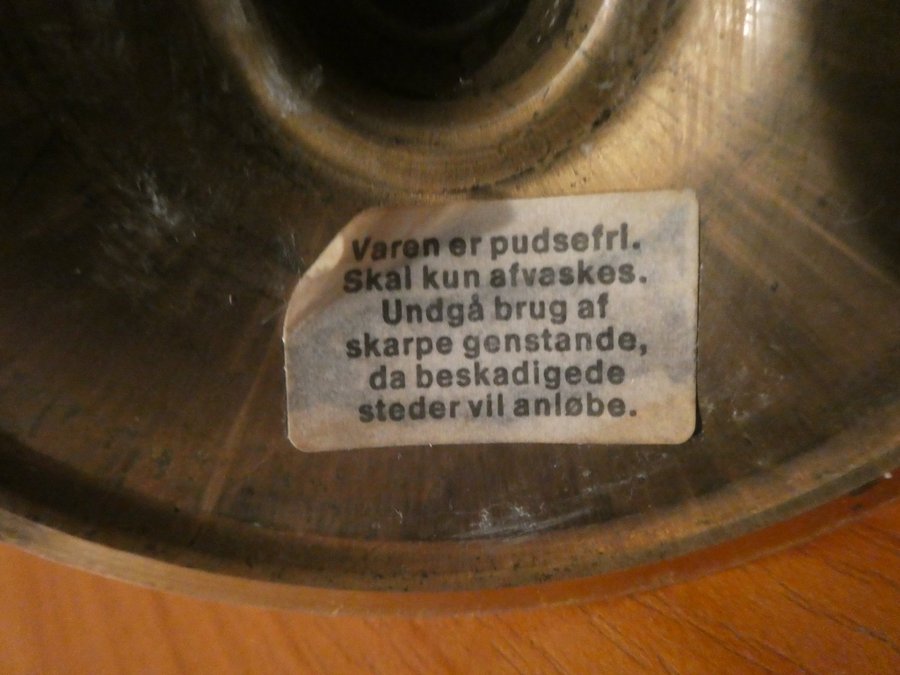 Varen er pudsefri.
Skal kun afvaskes.
Undgå brug af
skarpe genstande,
da beskadigede
steder vil anløbe.